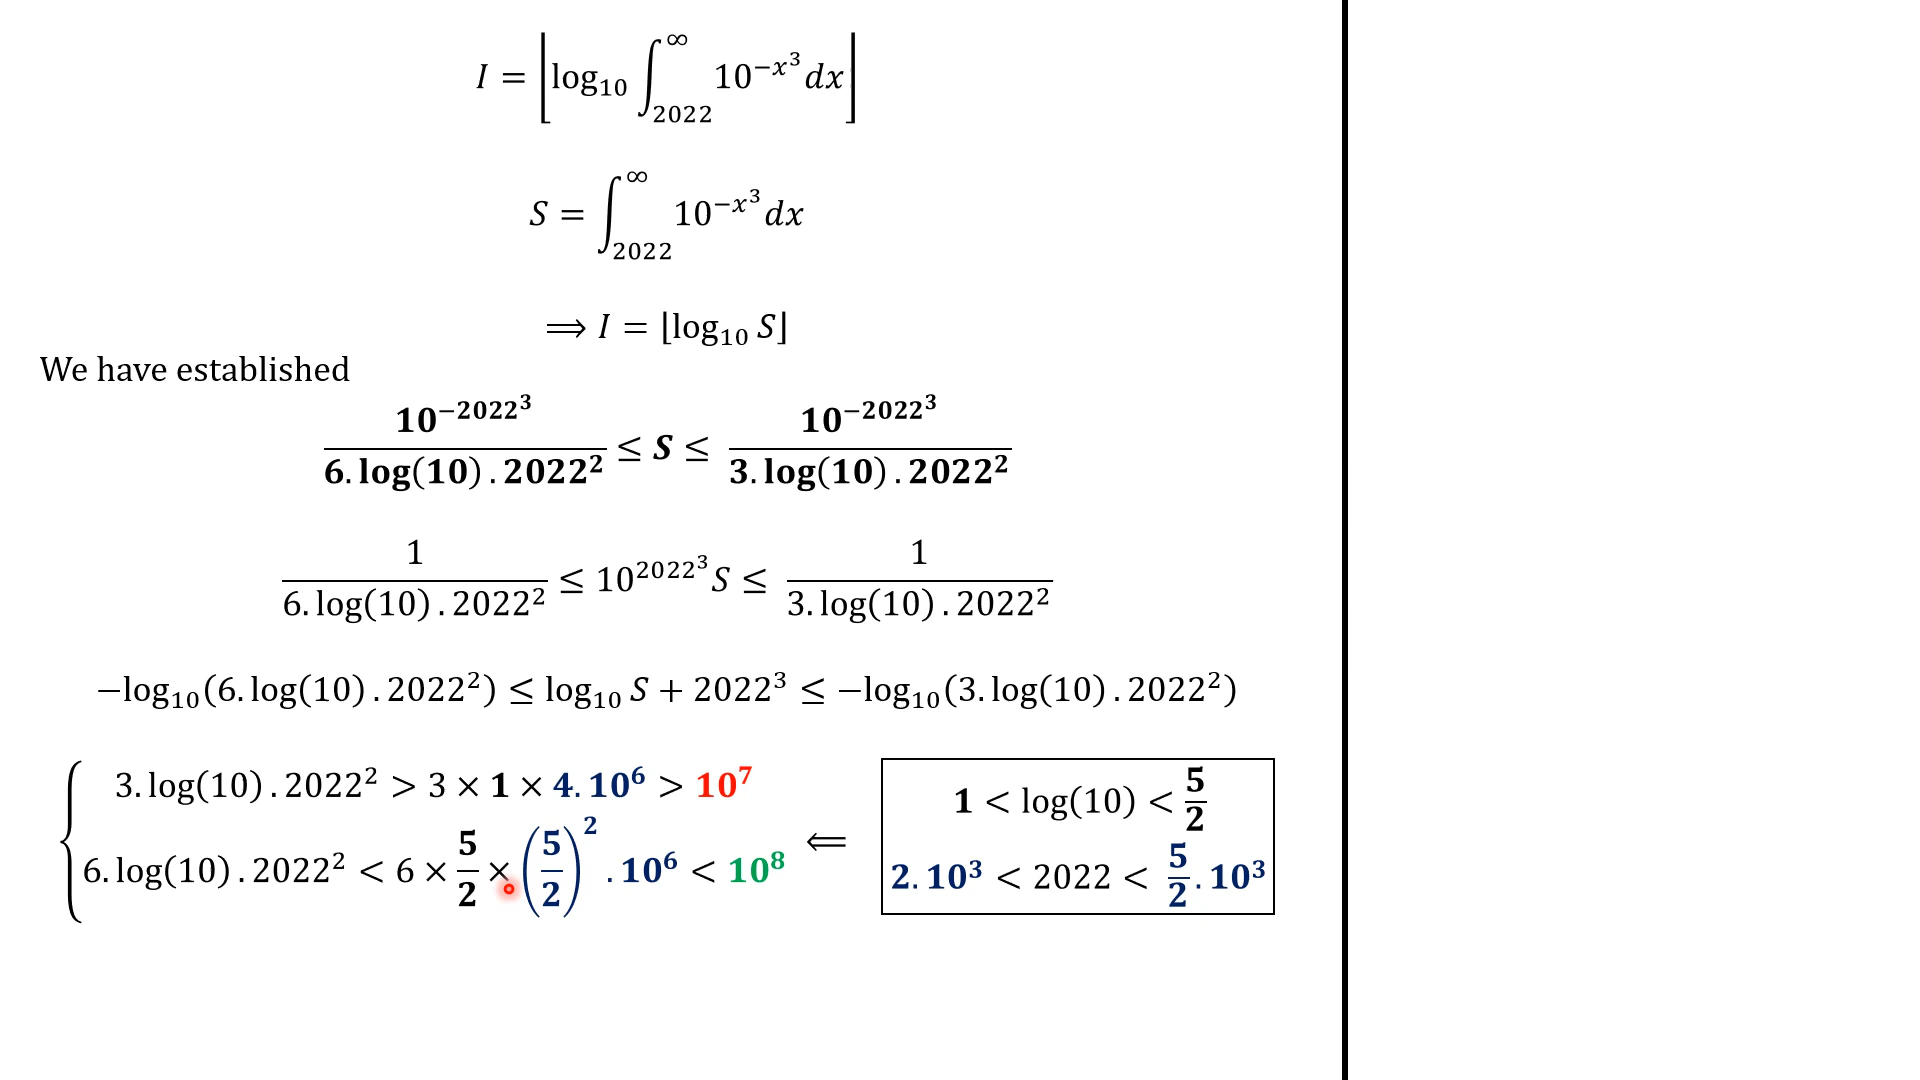 I = ⌊log₁₀ ∫₂₀₂₂^∞ 10^(−x³) dx⌋
S = ∫₂₀₂₂^∞ 10^(−x³) dx
⟹ I = ⌊log₁₀ S⌋
We have established
10^(−2022³) / (6.log(10).2022²) ≤ S ≤ 10^(−2022³) / (3.log(10).2022²)
1 / (6.log(10).2022²) ≤ 10^(2022³) S ≤ 1 / (3.log(10).2022²)
−log₁₀(6.log(10).2022²) ≤ log₁₀ S + 2022³ ≤ −log₁₀(3.log(10).2022²)
{ 3.log(10).2022² > 3 × 1 × 4.10⁶ > 10⁷
6.log(10).2022² < 6 × 5/2 × (5/2)² .10⁶ < 10⁸ ⟸
1 < log(10) < 5/2
2.10³ < 2022 < 5/2 .10³